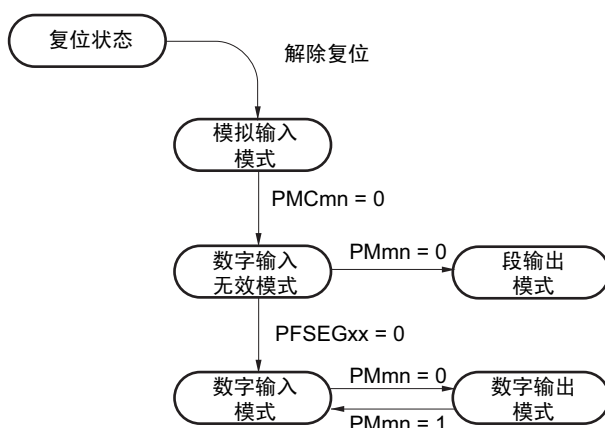 复位状态
解除复位
模拟输入
模式
PMCmn = 0
数字输入
无效模式
PMmn = 0
段输出
模式
PFSEGxx = 0
数字输入
模式
PMmn = 0
数字输出
模式
PMmn = 1